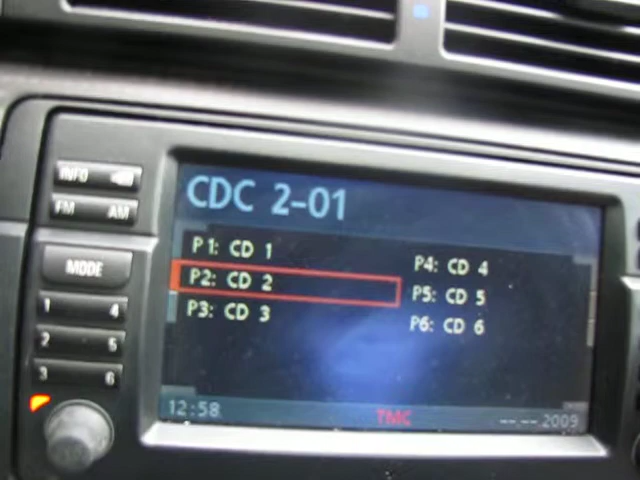 INFO
FM AM
MODE
1 4
2 5
3 6
CDC 2-01
P1: CD 1
P2: CD 2
P3: CD 3
P4: CD 4
P5: CD 5
P6: CD 6
12:58 TMC -- -- 2009